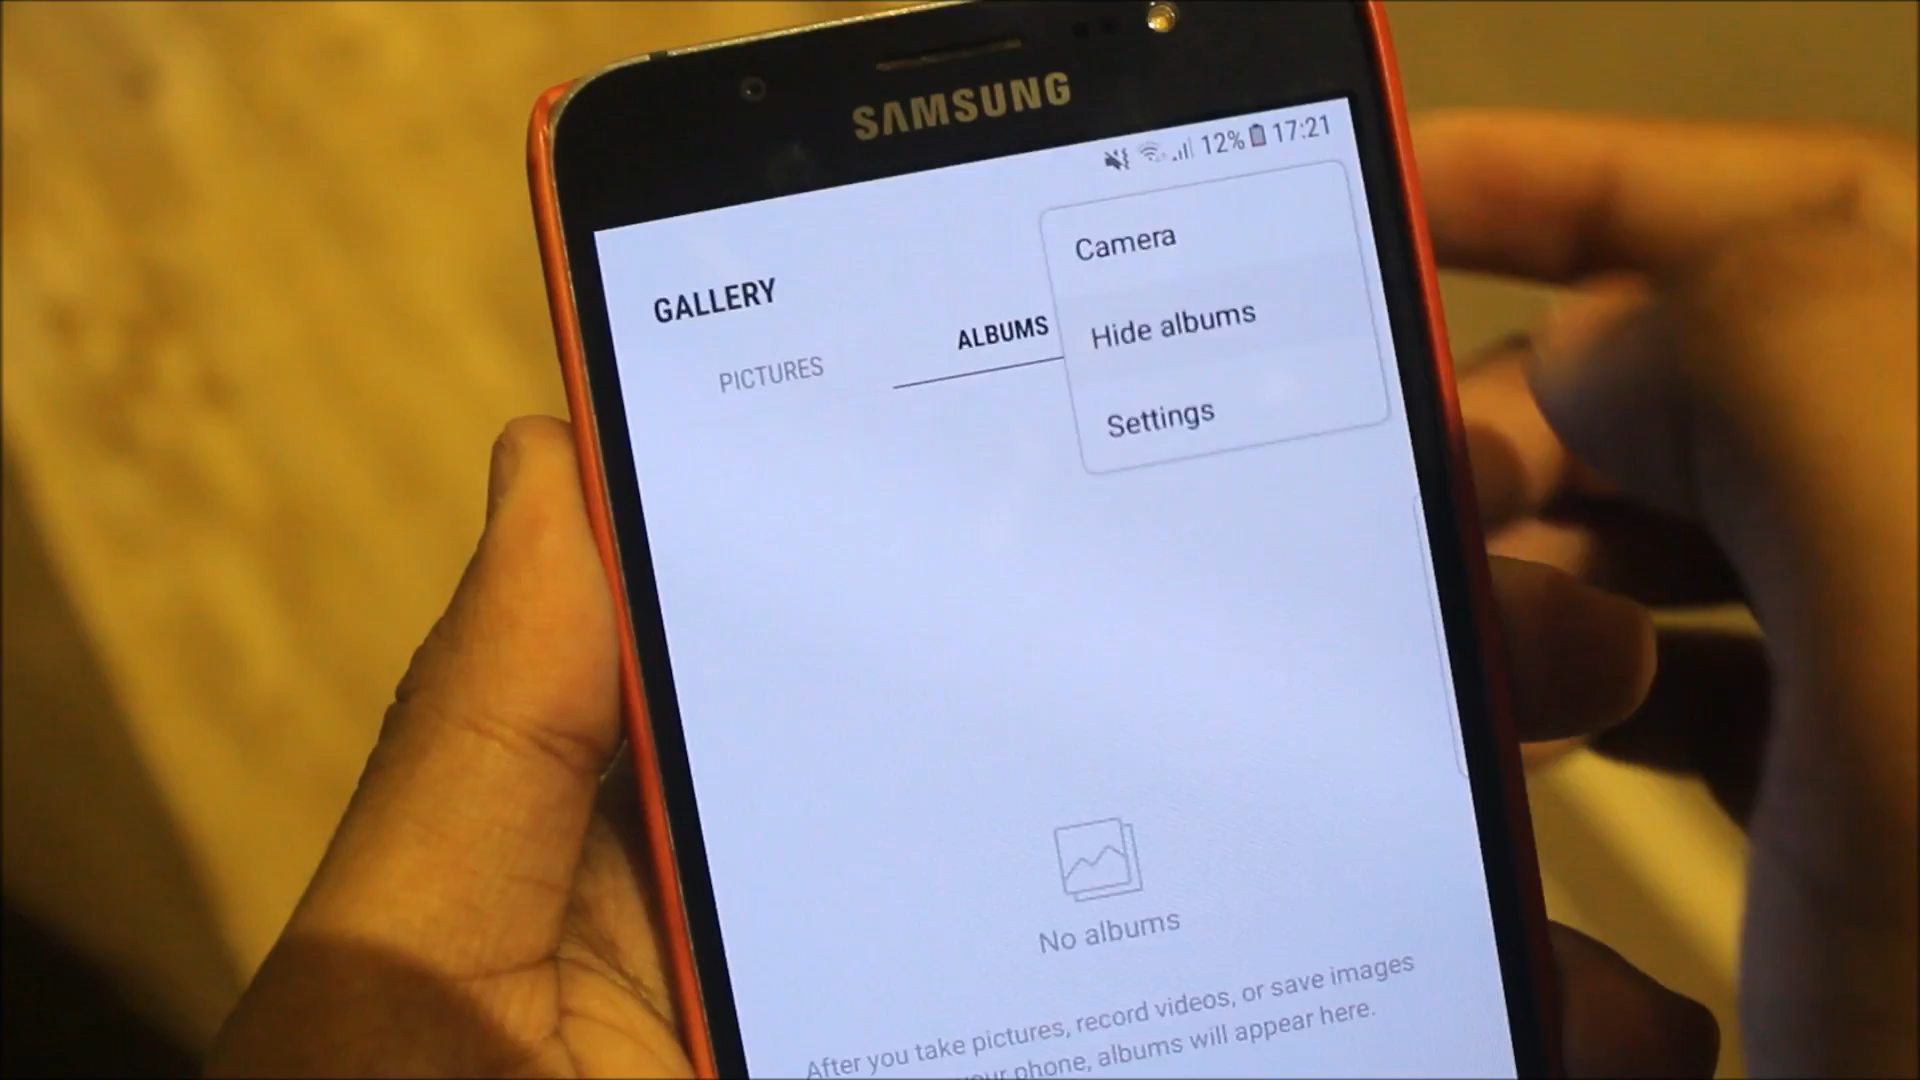 SAMSUNG
12% 17:21
GALLERY
PICTURES
ALBUMS
Camera
Hide albums
Settings
No albums
After you take pictures, record videos, or save images
phone, albums will appear here.